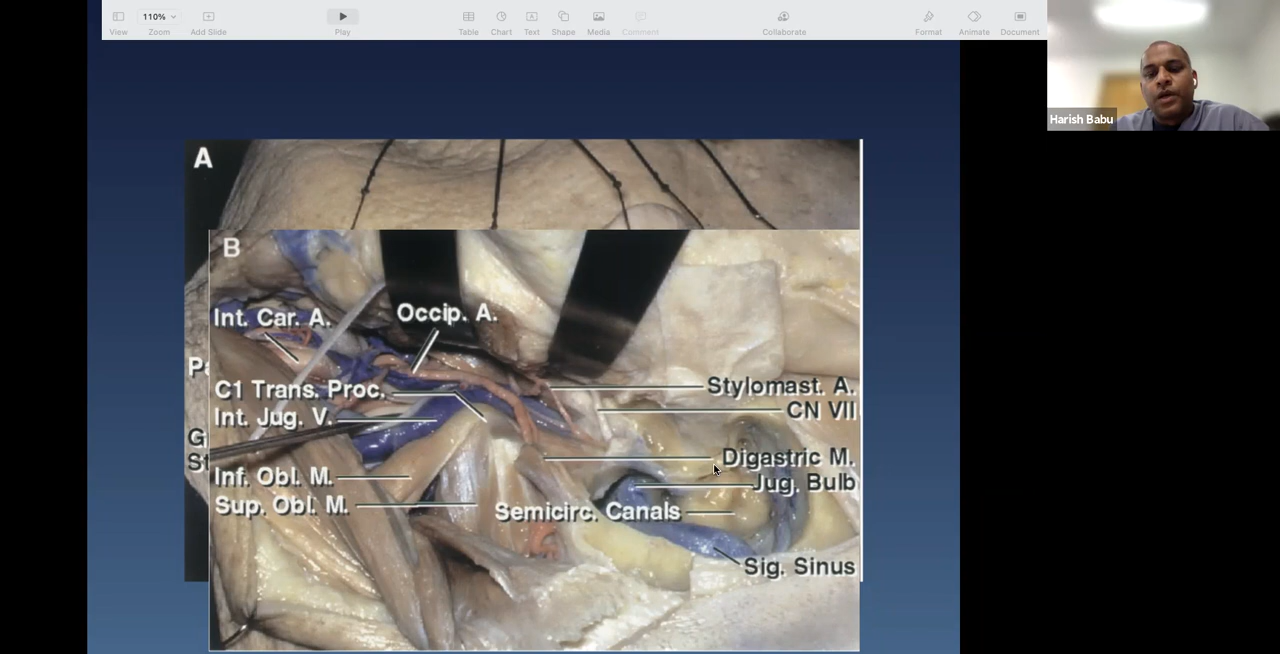 110%
View
Zoom
Add Slide
Play
Table
Chart
Text
Shape
Media
Comment
Collaborate
Format
Animate
Document
Harish Babu
A
B
Int. Car. A.
Occip. A.
C1 Trans. Proc.
Int. Jug. V.
Inf. Obl. M.
Sup. Obl. M.
Semicirc. Canals
Stylomast. A.
CN VII
Digastric M.
Jug. Bulb
Sig. Sinus